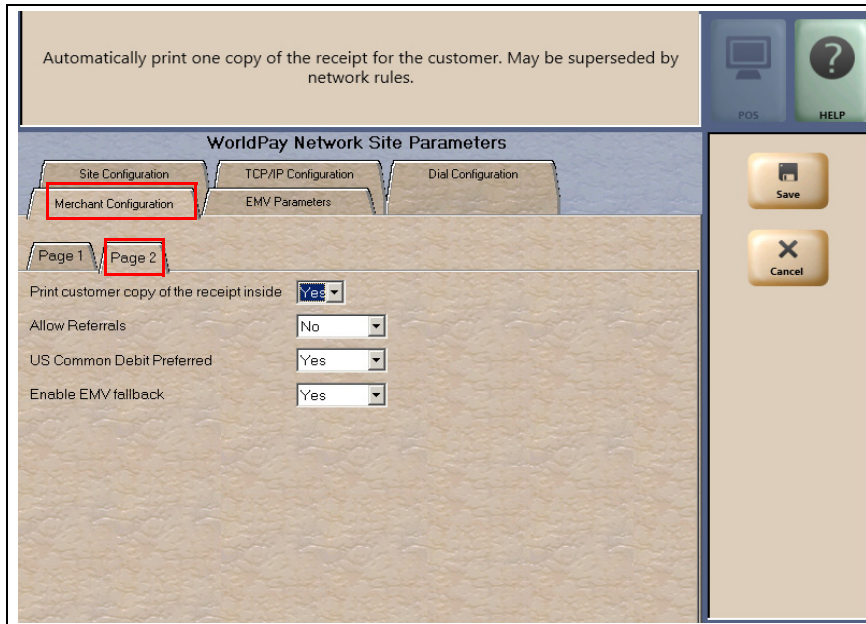 Automatically print one copy of the receipt for the customer. May be superseded by
network rules.
POS
HELP
WorldPay Network Site Parameters
Site Configuration
TCP/IP Configuration
Dial Configuration
Merchant Configuration
EMV Parameters
Save
Cancel
Page 1
Page 2
Print customer copy of the receipt inside Yes
Allow Referrals No
US Common Debit Preferred Yes
Enable EMV fallback Yes